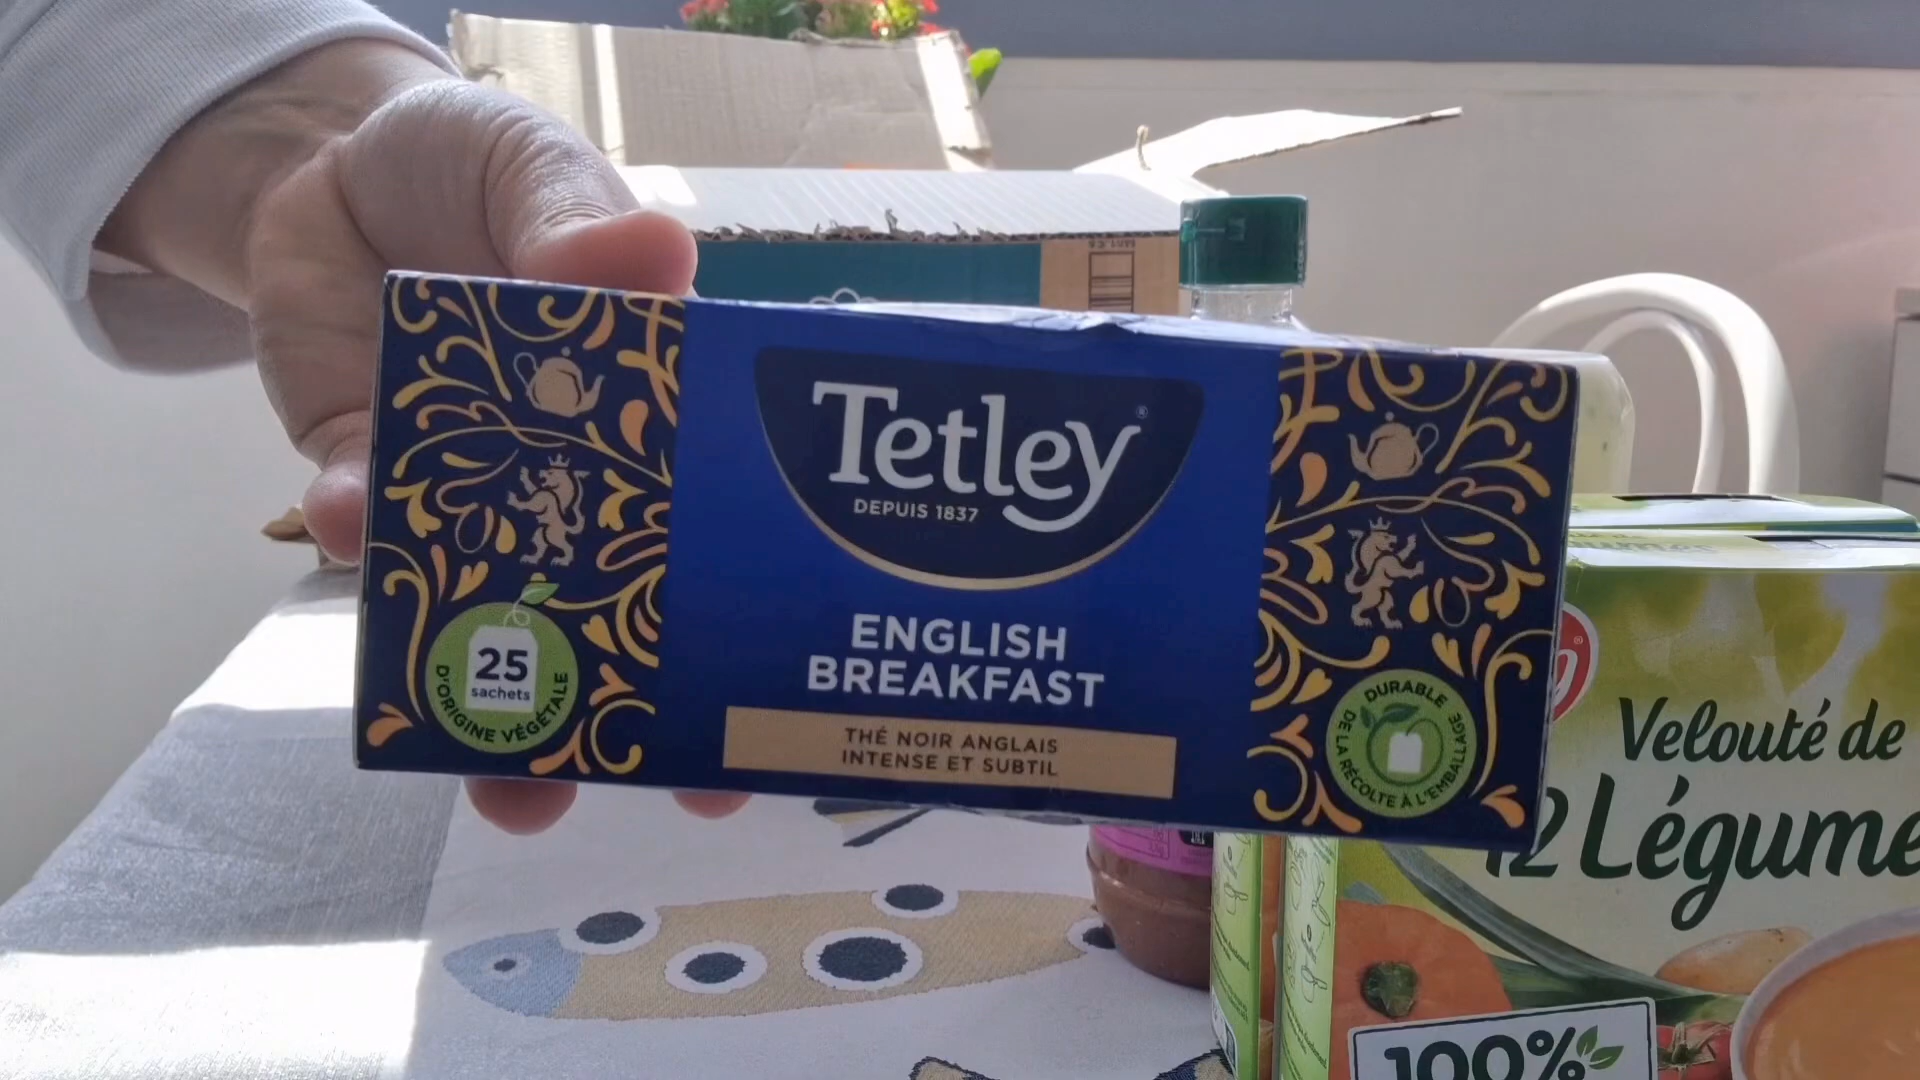 Tetley®
DEPUIS 1837
ENGLISH
BREAKFAST
THÉ NOIR ANGLAIS
INTENSE ET SUBTIL
25
sachets
D'ORIGINE VÉGÉTALE
DURABLE
DE LA RÉCOLTE À L'EMBALLAGE
Velouté de
12 Légume
100%